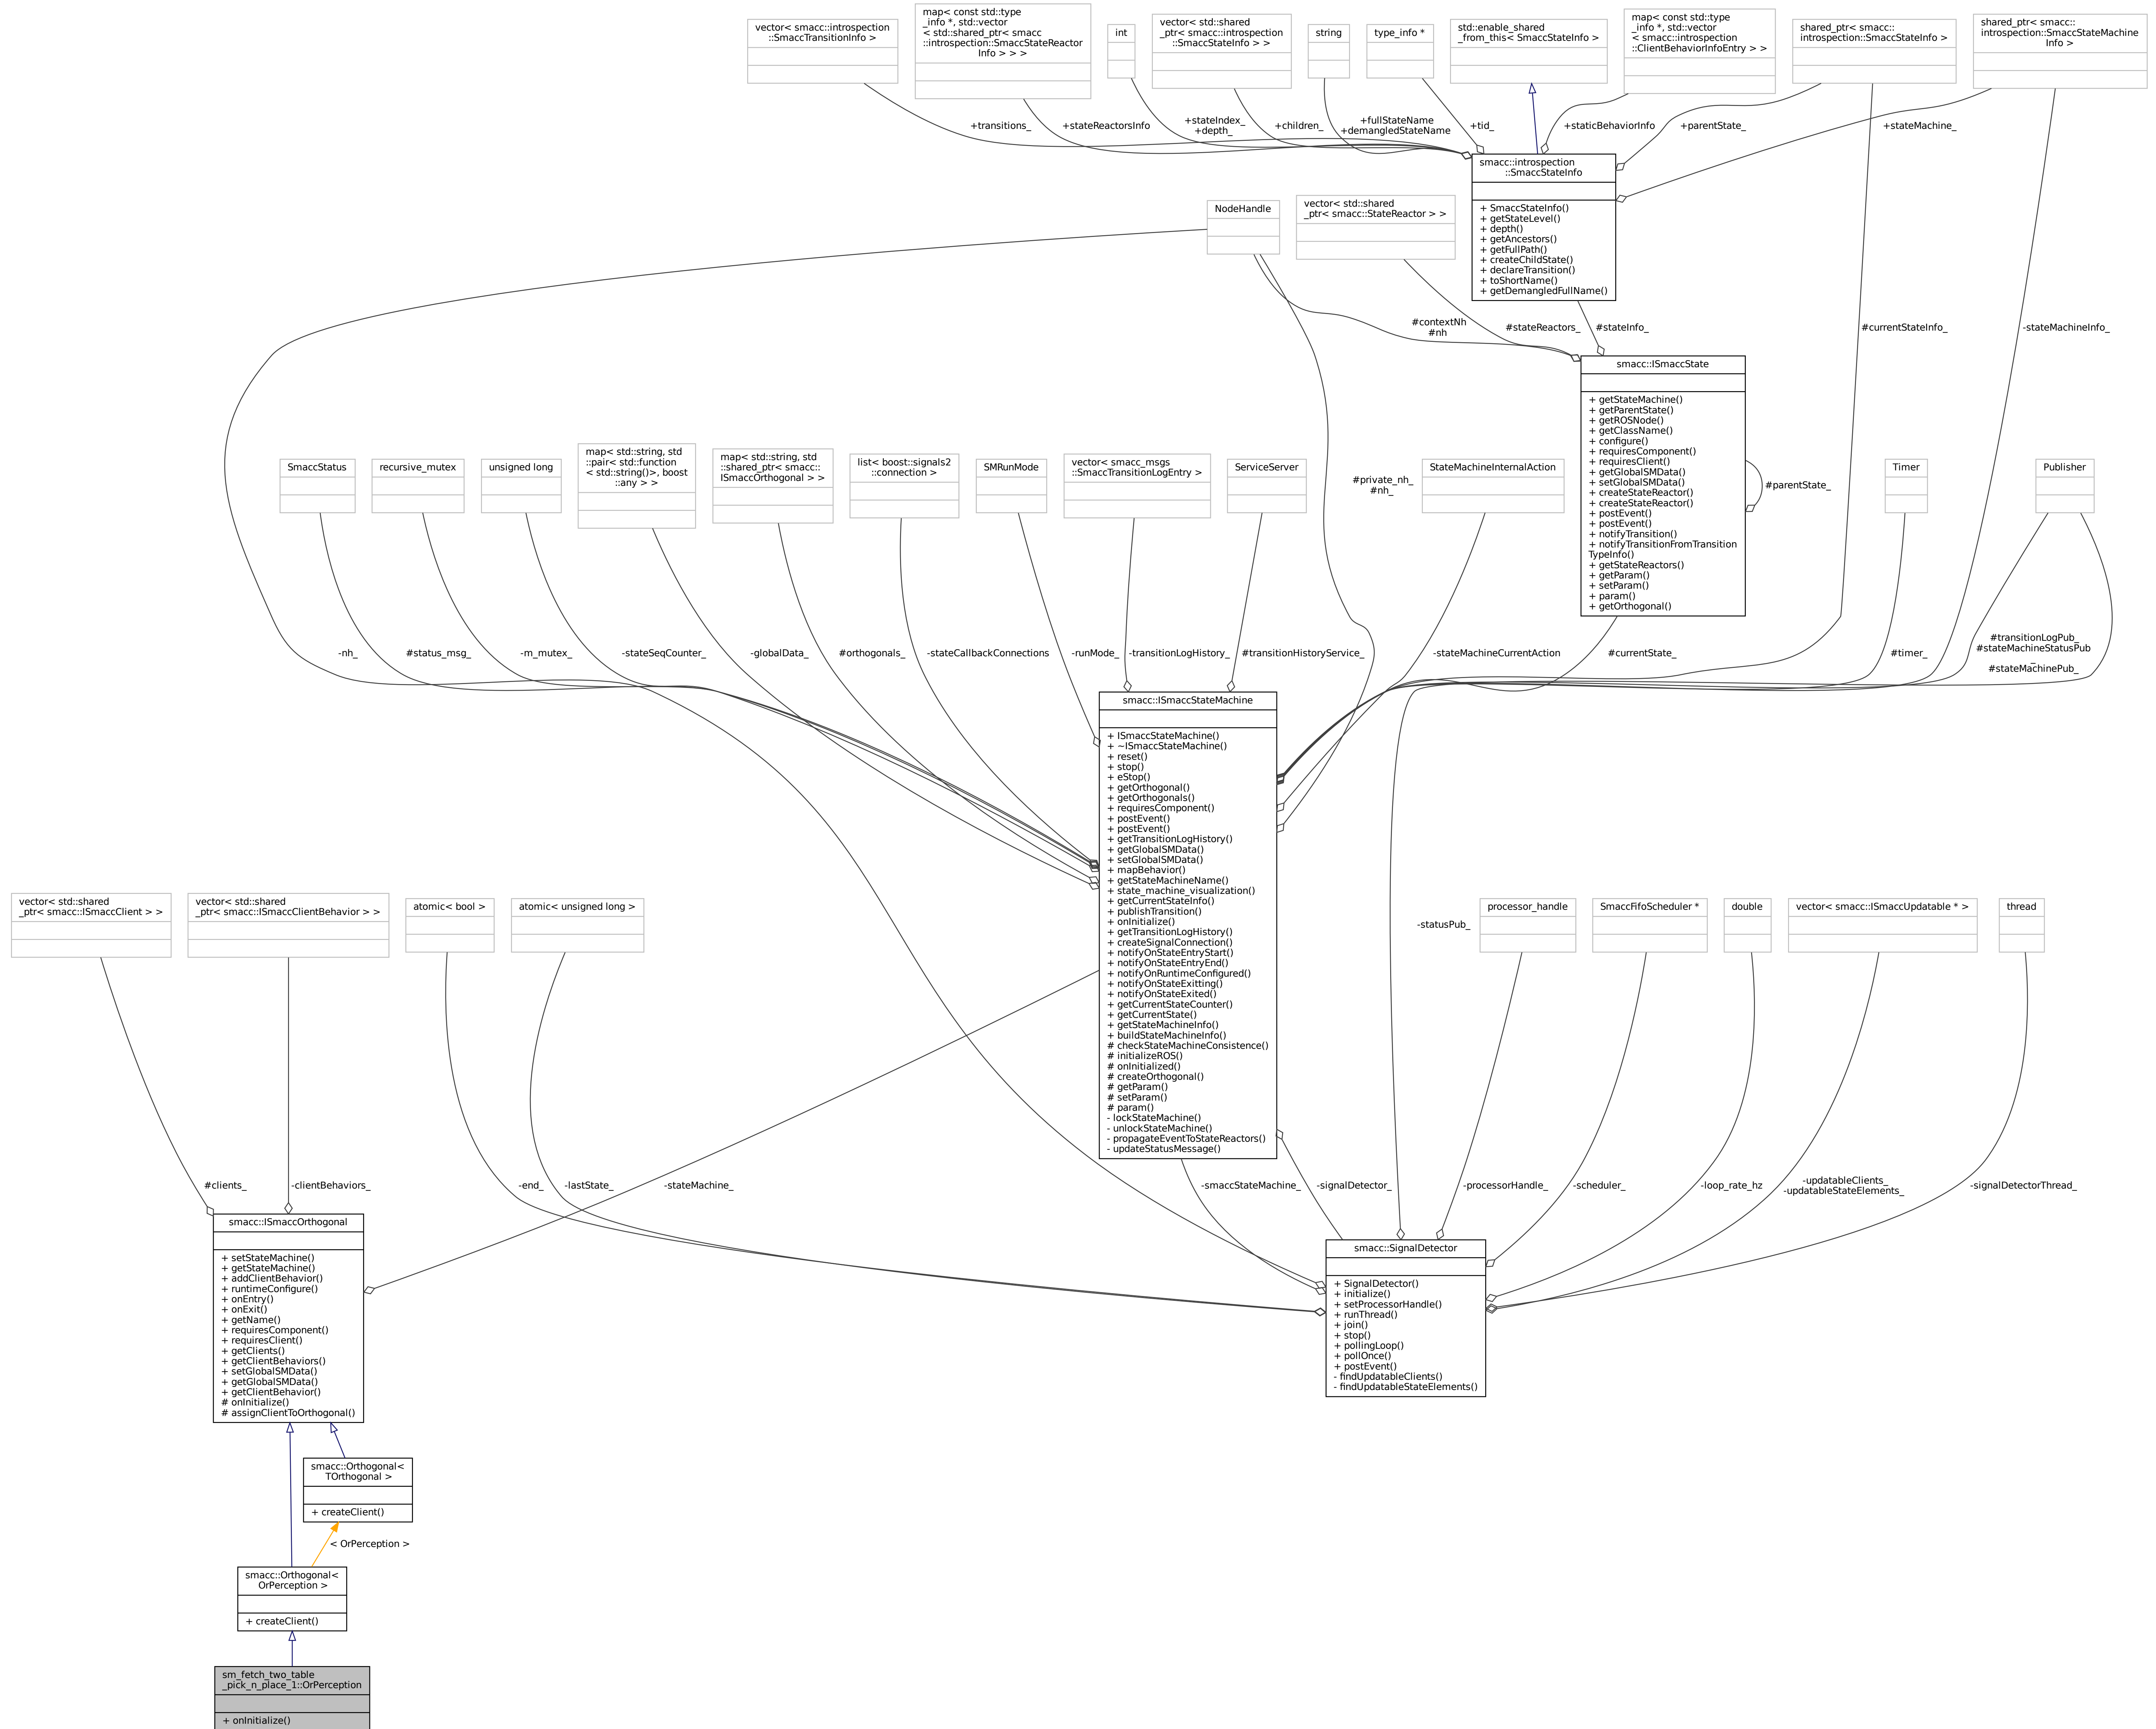 vector< smacc::introspection
::SmaccTransitionInfo >
map< const std::type
_info *, std::vector
< std::shared_ptr< smacc
::introspection::SmaccStateReactor
Info > > >
int
vector< std::shared
_ptr< smacc::introspection
::SmaccStateInfo > >
string
type_info *
std::enable_shared
_from_this< SmaccStateInfo >
map< const std::type
_info *, std::vector
< smacc::introspection
::ClientBehaviorInfoEntry > >
shared_ptr< smacc::
introspection::SmaccStateInfo >
shared_ptr< smacc::
introspection::SmaccStateMachine
Info >
+transitions_
+stateReactorsInfo
+stateIndex_
+depth_
+children_
+fullStateName
+demangledStateName
+tid_
+staticBehaviorInfo
+parentState_
+stateMachine_
smacc::introspection
::SmaccStateInfo
+ SmaccStateInfo()
+ getStateLevel()
+ depth()
+ getAncestors()
+ getFullPath()
+ createChildState()
+ declareTransition()
+ toShortName()
+ getDemangledFullName()
NodeHandle
vector< std::shared
_ptr< smacc::StateReactor > >
#contextNh
#nh
#stateReactors_
#stateInfo_
#currentStateInfo_
-stateMachineInfo_
smacc::ISmaccState
+ getStateMachine()
+ getParentState()
+ getROSNode()
+ getClassName()
+ configure()
+ requiresComponent()
+ requiresClient()
+ getGlobalSMData()
+ setGlobalSMData()
+ createStateReactor()
+ createStateReactor()
+ postEvent()
+ postEvent()
+ notifyTransition()
+ notifyTransitionFromTransition
TypeInfo()
+ getStateReactors()
+ getParam()
+ setParam()
+ param()
+ getOrthogonal()
#parentState_
SmaccStatus
recursive_mutex
unsigned long
map< std::string, std
::pair< std::function
< std::string()>, boost
::any > >
map< std::string, std
::shared_ptr< smacc::
ISmaccOrthogonal > >
list< boost::signals2
::connection >
SMRunMode
vector< smacc_msgs
::SmaccTransitionLogEntry >
ServiceServer
#private_nh_
#nh_
StateMachineInternalAction
Timer
Publisher
-nh_
#status_msg_
-m_mutex_
-stateSeqCounter_
-globalData_
#orthogonals_
-stateCallbackConnections
-runMode_
-transitionLogHistory_
#transitionHistoryService_
-stateMachineCurrentAction
#currentState_
#timer_
#transitionLogPub_
#stateMachineStatusPub
_
#stateMachinePub_
smacc::ISmaccStateMachine
+ ISmaccStateMachine()
+ ~ISmaccStateMachine()
+ reset()
+ stop()
+ eStop()
+ getOrthogonal()
+ getOrthogonals()
+ requiresComponent()
+ postEvent()
+ postEvent()
+ getTransitionLogHistory()
+ getGlobalSMData()
+ setGlobalSMData()
+ mapBehavior()
+ getStateMachineName()
+ state_machine_visualization()
+ getCurrentStateInfo()
+ publishTransition()
+ onInitialize()
+ getTransitionLogHistory()
+ createSignalConnection()
+ notifyOnStateEntryStart()
+ notifyOnStateEntryEnd()
+ notifyOnRuntimeConfigured()
+ notifyOnStateExitting()
+ notifyOnStateExited()
+ getCurrentStateCounter()
+ getCurrentState()
+ getStateMachineInfo()
+ buildStateMachineInfo()
# checkStateMachineConsistence()
# initializeROS()
# onInitialized()
# createOrthogonal()
# getParam()
# setParam()
# param()
- lockStateMachine()
- unlockStateMachine()
- propagateEventToStateReactors()
- updateStatusMessage()
vector< std::shared
_ptr< smacc::ISmaccClient > >
vector< std::shared
_ptr< smacc::ISmaccClientBehavior > >
atomic< bool >
atomic< unsigned long >
-statusPub_
processor_handle
SmaccFifoScheduler *
double
vector< smacc::ISmaccUpdatable * >
thread
#clients_
-clientBehaviors_
-end_
-lastState_
-stateMachine_
-smaccStateMachine_
-signalDetector_
-processorHandle_
-scheduler_
-loop_rate_hz
-updatableClients_
-updatableStateElements_
-signalDetectorThread_
smacc::ISmaccOrthogonal
+ setStateMachine()
+ getStateMachine()
+ addClientBehavior()
+ runtimeConfigure()
+ onEntry()
+ onExit()
+ getName()
+ requiresComponent()
+ requiresClient()
+ getClients()
+ getClientBehaviors()
+ setGlobalSMData()
+ getGlobalSMData()
+ getClientBehavior()
# onInitialize()
# assignClientToOrthogonal()
smacc::SignalDetector
+ SignalDetector()
+ initialize()
+ setProcessorHandle()
+ runThread()
+ join()
+ stop()
+ pollingLoop()
+ pollOnce()
+ postEvent()
- findUpdatableClients()
- findUpdatableStateElements()
smacc::Orthogonal<
TOrthogonal >
+ createClient()
< OrPerception >
smacc::Orthogonal<
OrPerception >
+ createClient()
sm_fetch_two_table
_pick_n_place_1::OrPerception
+ onInitialize()